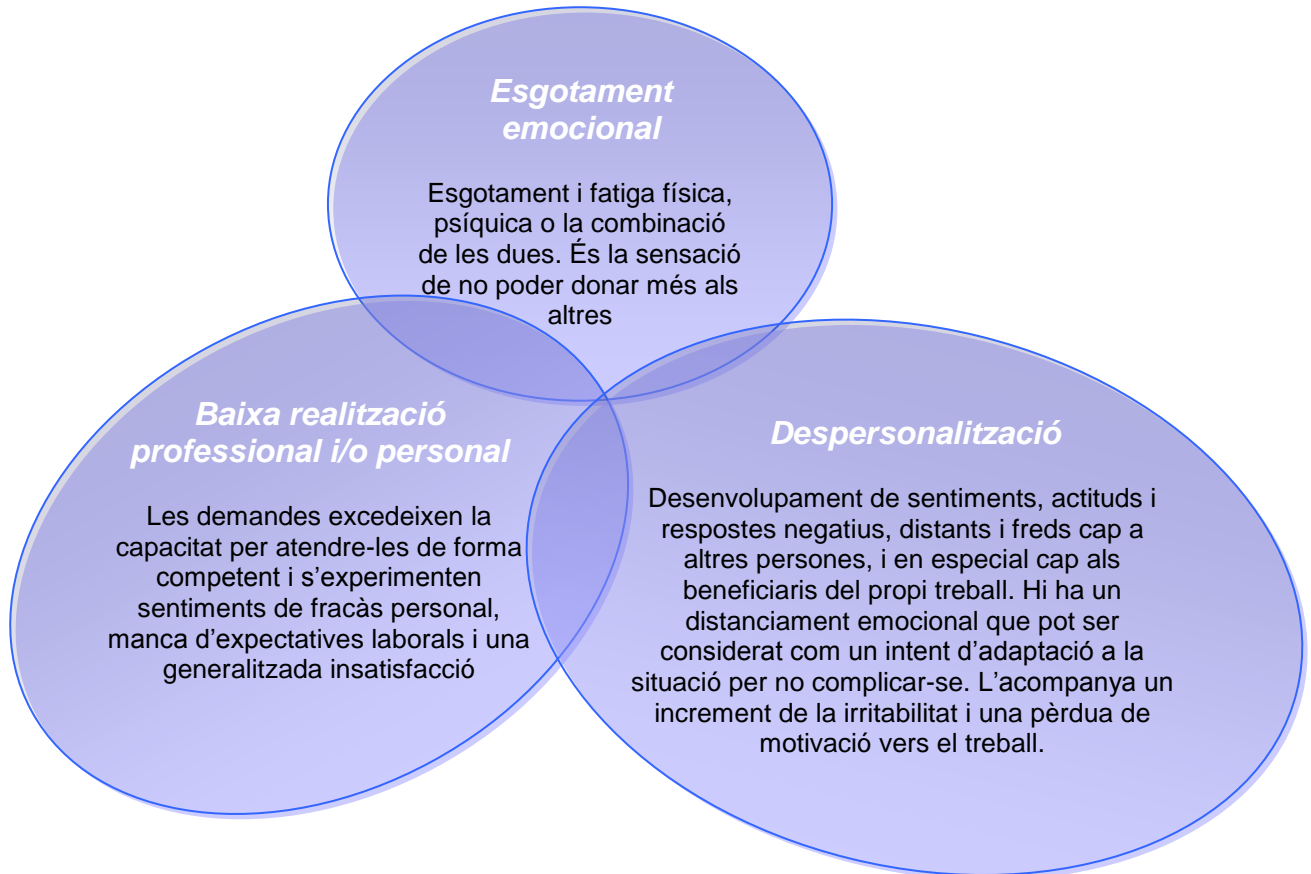 Esgotament
emocional
Esgotament i fatiga física,
psíquica o la combinació
de les dues. És la sensació
de no poder donar més als
altres
Baixa realització
professional i/o personal
Les demandes excedeixen la
capacitat per atendre-les de forma
competent i s’experimenten
sentiments de fracàs personal,
manca d’expectatives laborals i una
generalitzada insatisfacció
Despersonalització
Desenvolupament de sentiments, actituds i
respostes negatius, distants i freds cap a
altres persones, i en especial cap als
beneficiaris del propi treball. Hi ha un
distanciament emocional que pot ser
considerat com un intent d’adaptació a la
situació per no complicar-se. L’acompanya un
increment de la irritabilitat i una pèrdua de
motivació vers el treball.